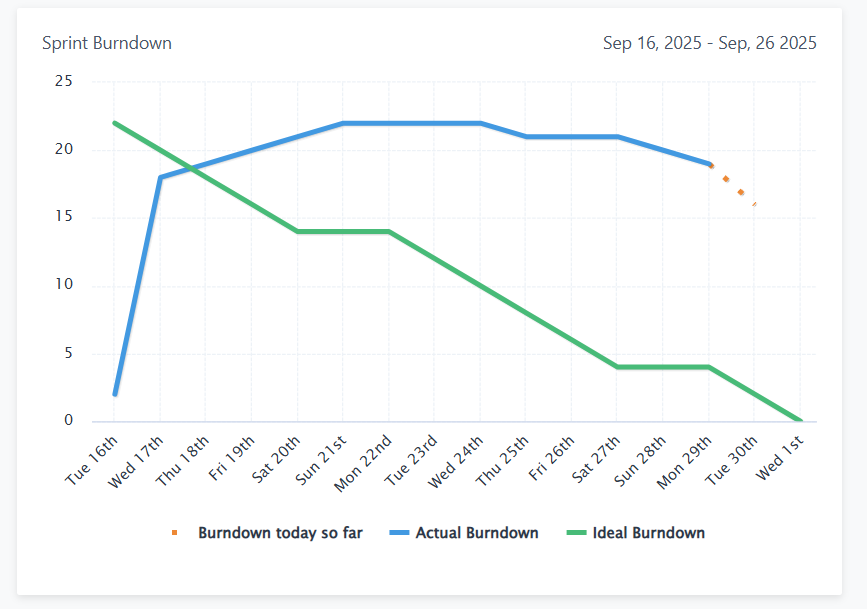 Sprint Burndown
Sep 16, 2025 - Sep, 26 2025
25
20
15
10
5
0
Tue 16th
Wed 17th
Thu 18th
Fri 19th
Sat 20th
Sun 21st
Mon 22nd
Tue 23rd
Wed 24th
Thu 25th
Fri 26th
Sat 27th
Sun 28th
Mon 29th
Tue 30th
Wed 1st
Burndown today so far
Actual Burndown
Ideal Burndown